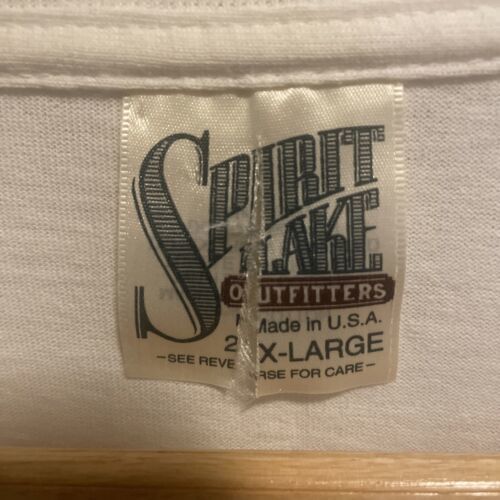 SPIRIT
LAKE
OUTFITTERS
Made in U.S.A.
2X-LARGE
–SEE REVERSE FOR CARE–